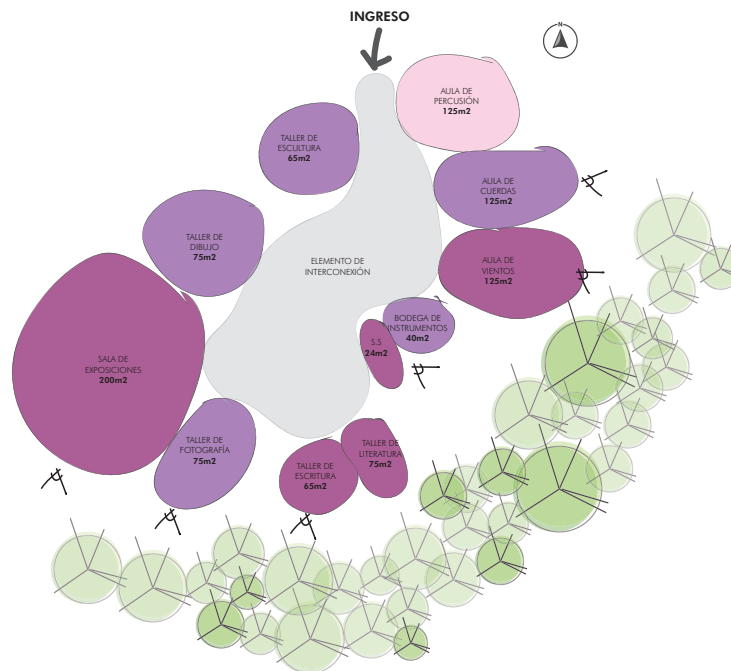 INGRESO
N
AULA DE
PERCUSIÓN
125m2
TALLER DE
ESCULTURA
65m2
AULA DE
CUERDAS
125m2
TALLER DE
DIBUJO
75m2
ELEMENTO DE
INTERCONEXIÓN
AULA DE
VIENTOS
125m2
BODEGA DE
INSTRUMENTOS
40m2
S.S
24m2
SALA DE
EXPOSICIONES
200m2
TALLER DE
FOTOGRAFÍA
75m2
TALLER DE
LITERATURA
75m2
TALLER DE
ESCRITURA
65m2